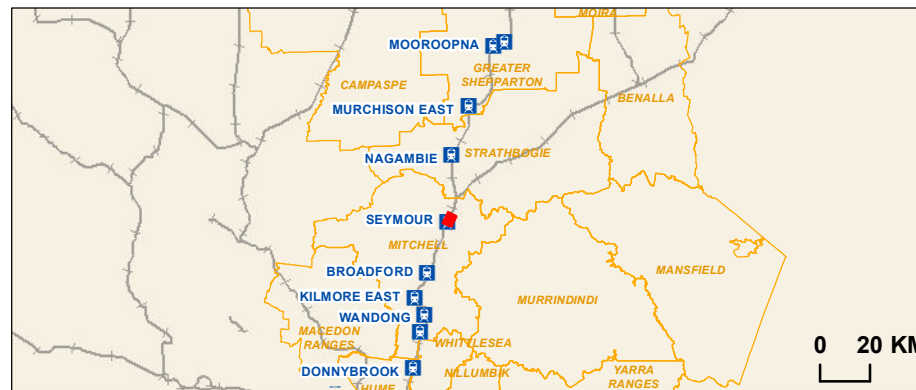 MOIRA
MOOROOPNA
GREATER
SHEPPARTON
CAMPASPE
BENALLA
MURCHISON EAST
STRATHBOGIE
NAGAMBIE
SEYMOUR
MITCHELL
BROADFORD
MANSFIELD
KILMORE EAST
MURRINDINDI
WANDONG
MACEDON
RANGES
WHITTLESEA
0 20 KM
DONNYBROOK
NILLUMBIK
YARRA
RANGES
HUME